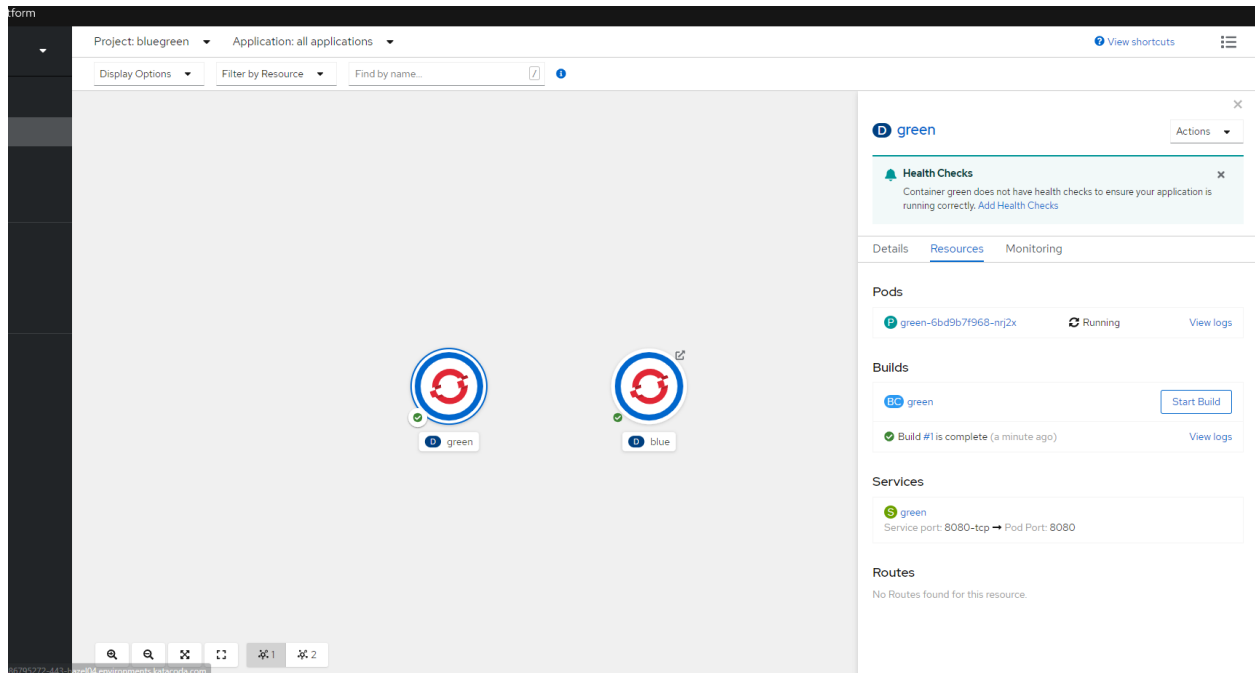 tform
Project: bluegreen Application: all applications View shortcuts
Display Options Filter by Resource Find by name... / 
D green Actions
Health Checks
Container green does not have health checks to ensure your application is
running correctly. Add Health Checks
Details Resources Monitoring
Pods
P green-6bd9b7f968-nrj2x Running View logs
Builds
BC green Start Build
Build #1 is complete (a minute ago) View logs
Services
S green
Service port: 8080-tcp → Pod Port: 8080
Routes
No Routes found for this resource.
D green D blue
1 2